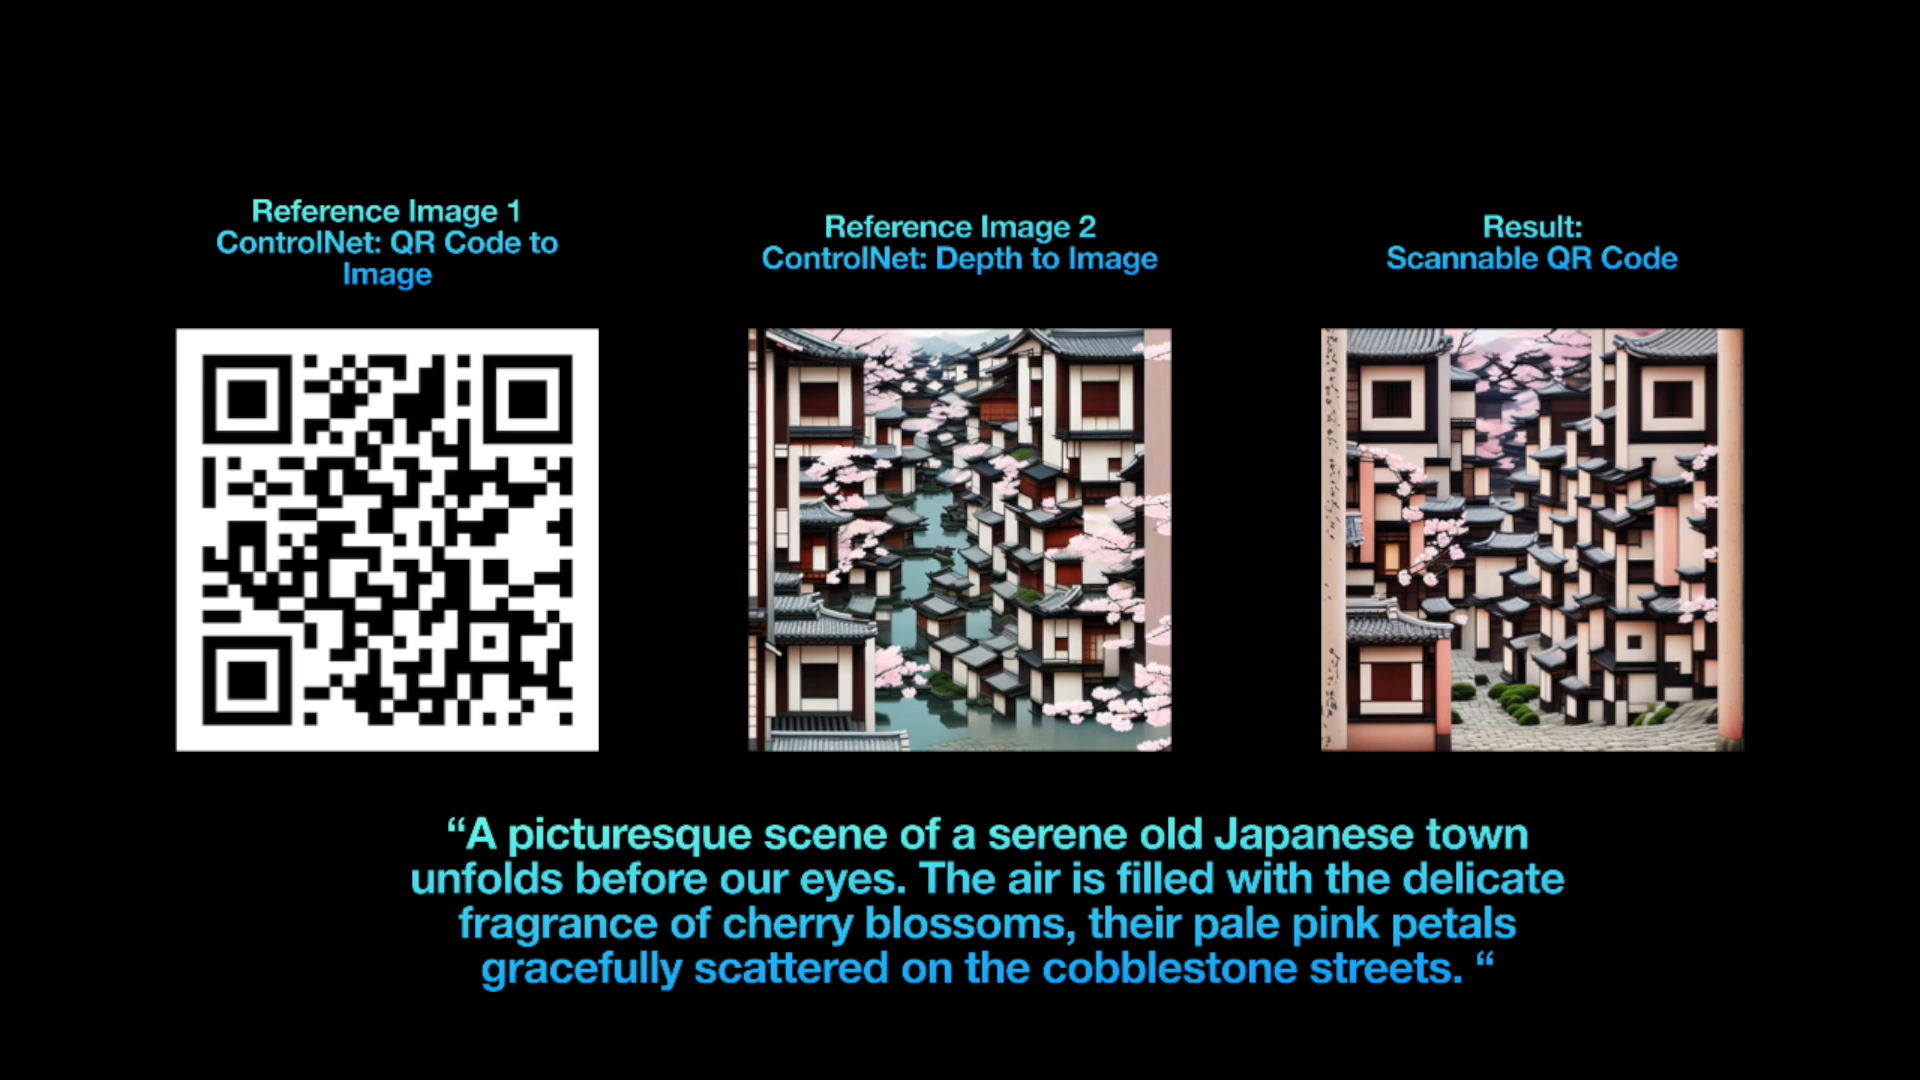 Reference Image 1
ControlNet: QR Code to
Image
Reference Image 2
ControlNet: Depth to Image
Result:
Scannable QR Code
“A picturesque scene of a serene old Japanese town
unfolds before our eyes. The air is filled with the delicate
fragrance of cherry blossoms, their pale pink petals
gracefully scattered on the cobblestone streets. “